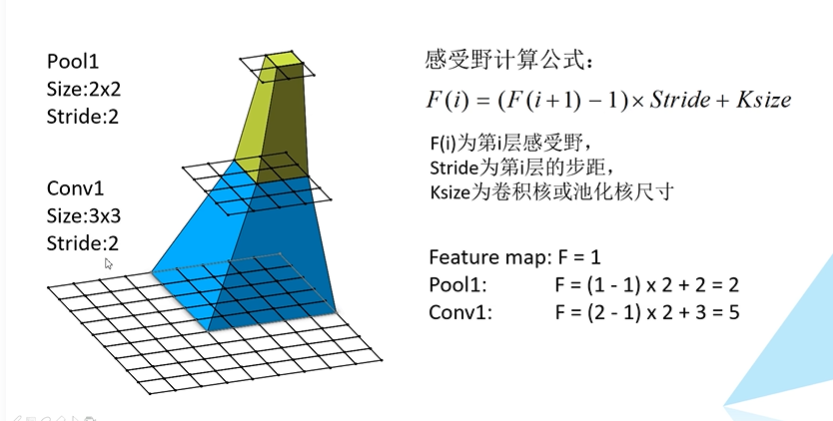 Pool1
Size:2x2
Stride:2
Conv1
Size:3x3
Stride:2
感受野计算公式：
F(i) = (F(i+1) − 1)× Stride + Ksize
F(i)为第i层感受野，
Stride为第i层的步距，
Ksize为卷积核或池化核尺寸
Feature map: F = 1
Pool1: F = (1 - 1) x 2 + 2 = 2
Conv1: F = (2 - 1) x 2 + 3 = 5